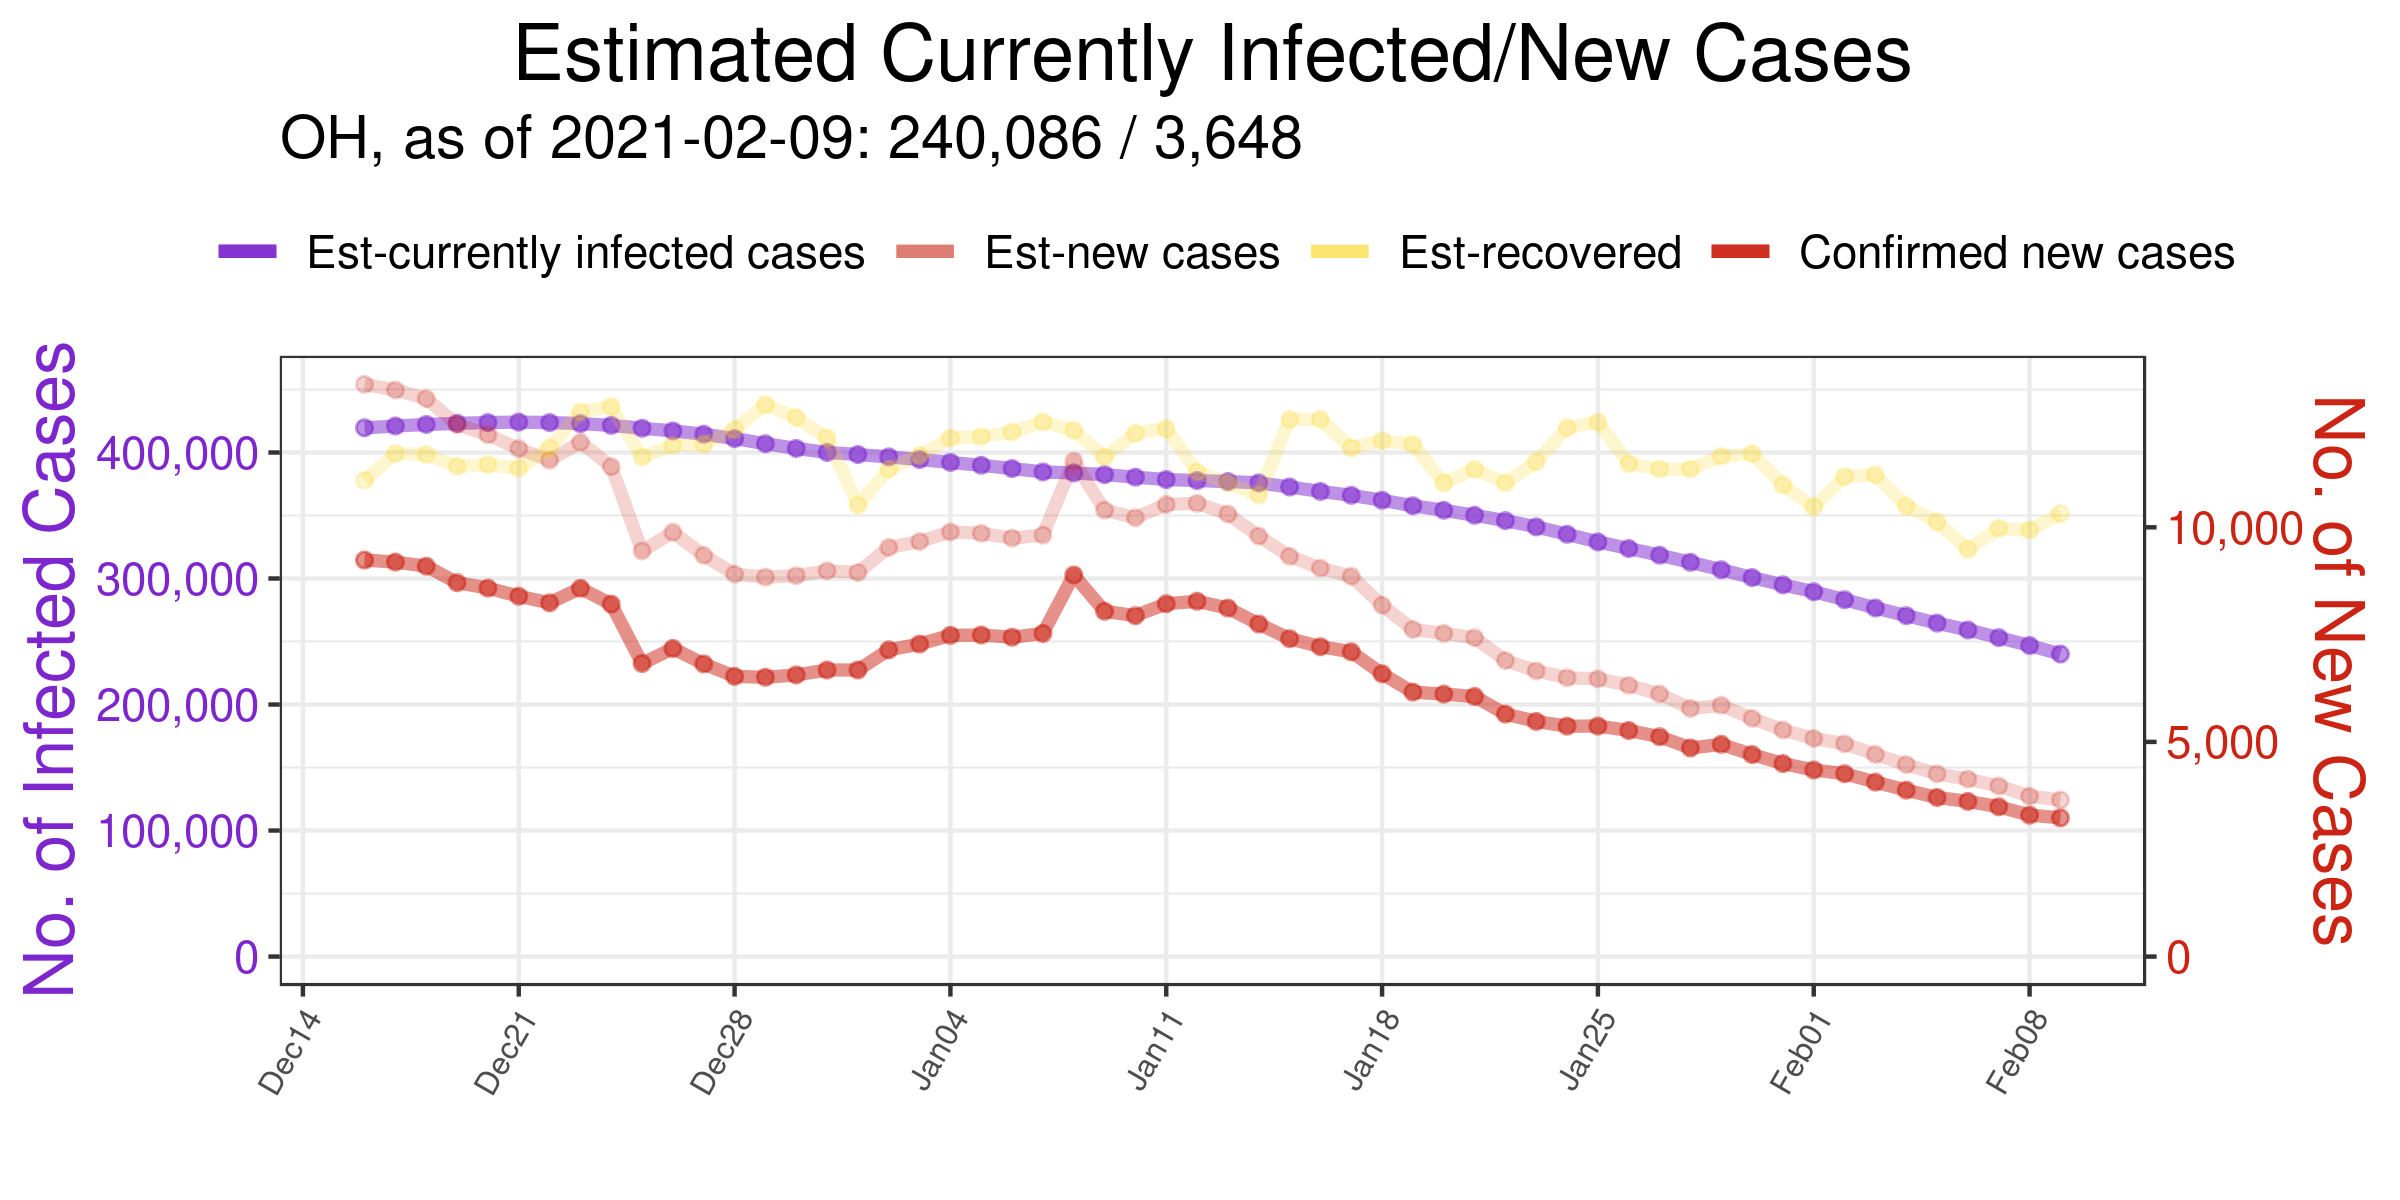 Estimated Currently Infected/New Cases
OH, as of 2021-02-09: 240,086 / 3,648
Est-currently infected cases Est-new cases Est-recovered Confirmed new cases
No. of Infected Cases
400,000
300,000
200,000
100,000
0
10,000
5,000
0
No. of New Cases
Dec14 Dec21 Dec28 Jan04 Jan11 Jan18 Jan25 Feb01 Feb08